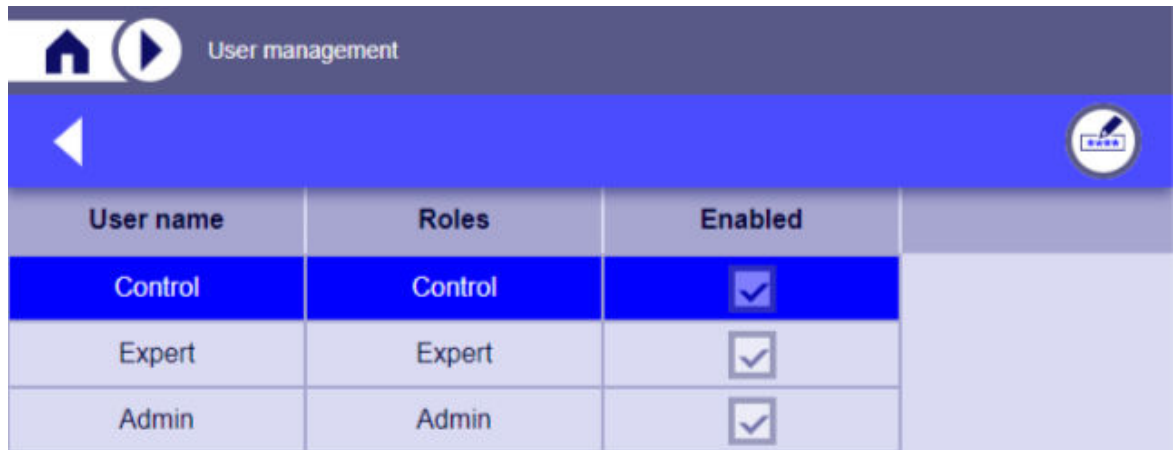 User management
User name Roles Enabled
Control Control
Expert Expert
Admin Admin